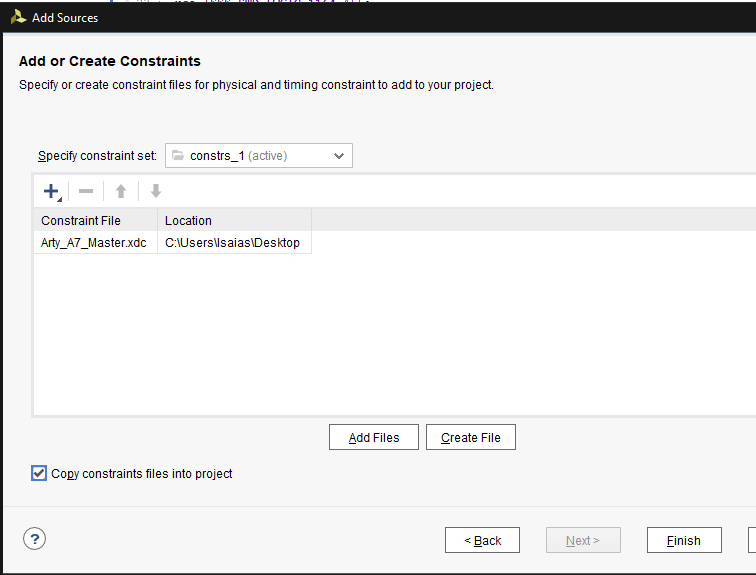 Add Sources
Add or Create Constraints
Specify or create constraint files for physical and timing constraint to add to your project.
Specify constraint set: constrs_1 (active)
Constraint File Location
Arty_A7_Master.xdc C:\Users\Isaias\Desktop
Add Files Create File
Copy constraints files into project
? < Back Next > Finish